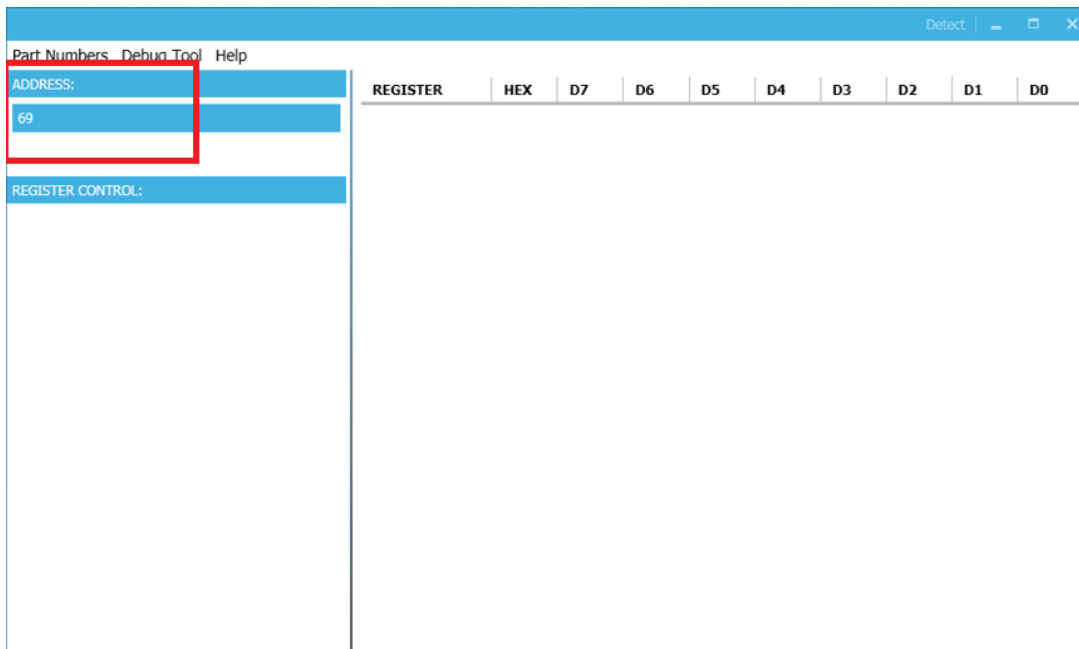 Detect
Part Numbers Debug Tool Help
ADDRESS:
69
REGISTER CONTROL:
REGISTER HEX D7 D6 D5 D4 D3 D2 D1 D0